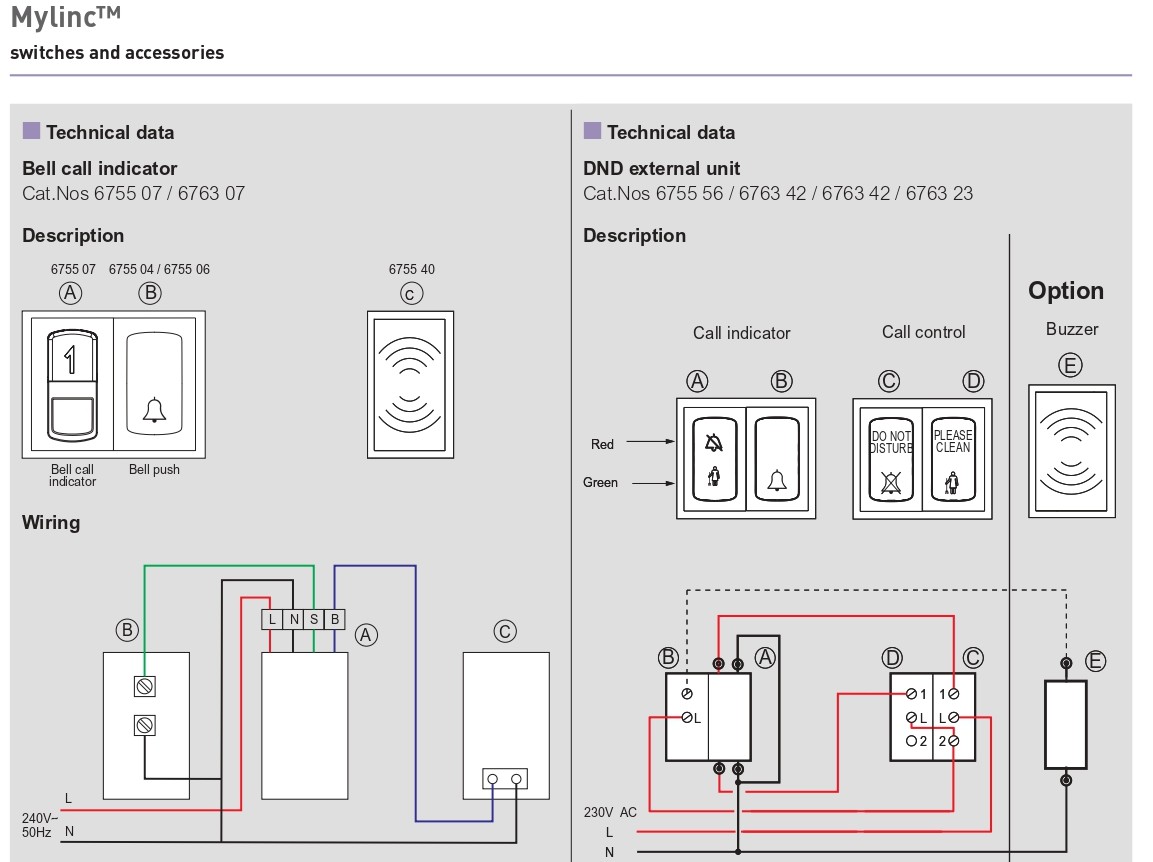 Mylinc™
switches and accessories
Technical data
Bell call indicator
Cat.Nos 6755 07 / 6763 07
Description
6755 07 6755 04 / 6755 06
6755 40
A B
c
1
Bell call
indicator
Bell push
Wiring
B
L N S B
A
C
L
240V~
50Hz
N
Technical data
DND external unit
Cat.Nos 6755 56 / 6763 42 / 6763 42 / 6763 23
Description
Option
Call indicator
Call control
Buzzer
A B
C D
E
Red
Green
DO NOT
DISTURB
PLEASE
CLEAN
B A
D C
E
1 1
L
L L
2 2
230V AC
L
N